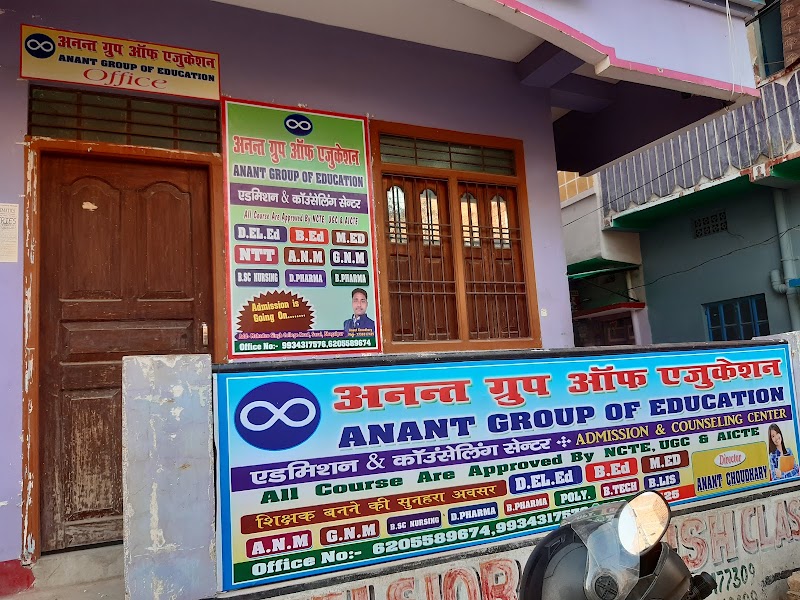 अनन्त ग्रुप ऑफ एजुकेशन
ANANT GROUP OF EDUCATION
Office
अनन्त ग्रुप ऑफ एजुकेशन
ANANT GROUP OF EDUCATION
एडमिशन & कॉउंसेलिंग सेन्टर
All Course Are Approved By NCTE, UGC & AICTE
D.EL.Ed B.Ed M.ED
NTT A.N.M G.N.M
B.SC NURSING D.PHARMA B.PHARMA
Admission is
Going On........
Office No:- 9934317576,6205589674
अनन्त ग्रुप ऑफ एजुकेशन
ANANT GROUP OF EDUCATION
एडमिशन & कॉउंसेलिंग सेन्टर ADMISSION & COUNSELING CENTER
All Course Are Approved By NCTE, UGC & AICTE
शिक्षक बनने की सुनहरा अवसर D.EL.Ed B.Ed M.ED
A.N.M G.N.M B.SC NURSING D.PHARMA B.PHARMA POLY. B.TECH B.LIS
Director
ANANT CHOUDHARY
Office No:- 6205589674,
SH CLAS
77309